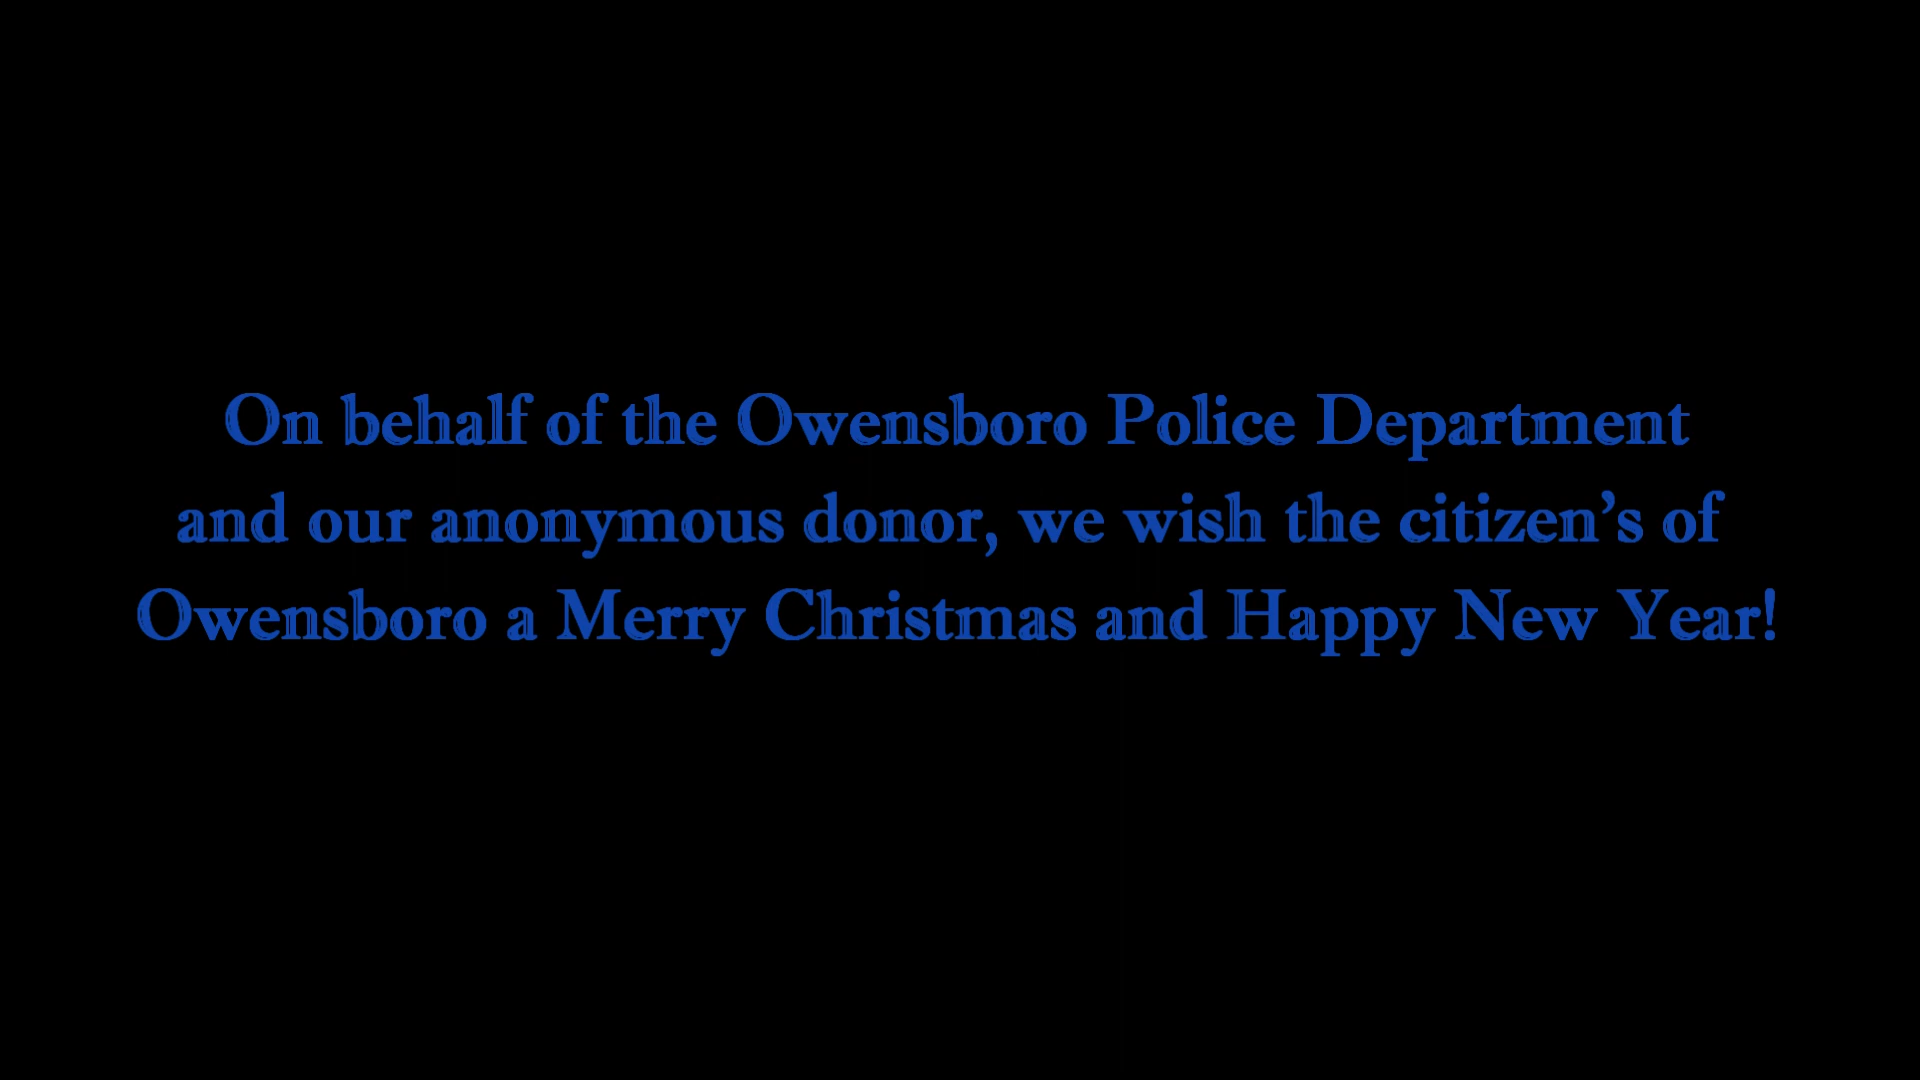 On behalf of the Owensboro Police Department
and our anonymous donor, we wish the citizen’s of
Owensboro a Merry Christmas and Happy New Year!